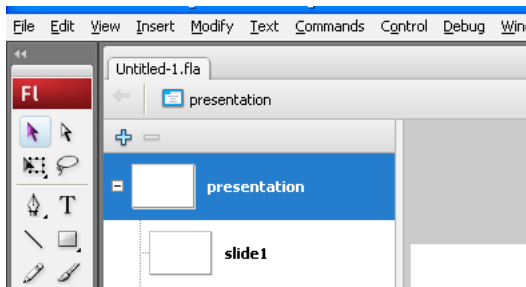 File Edit View Insert Modify Text Commands Control Debug
Untitled-1.fla
Fl
presentation
T
presentation
slide1